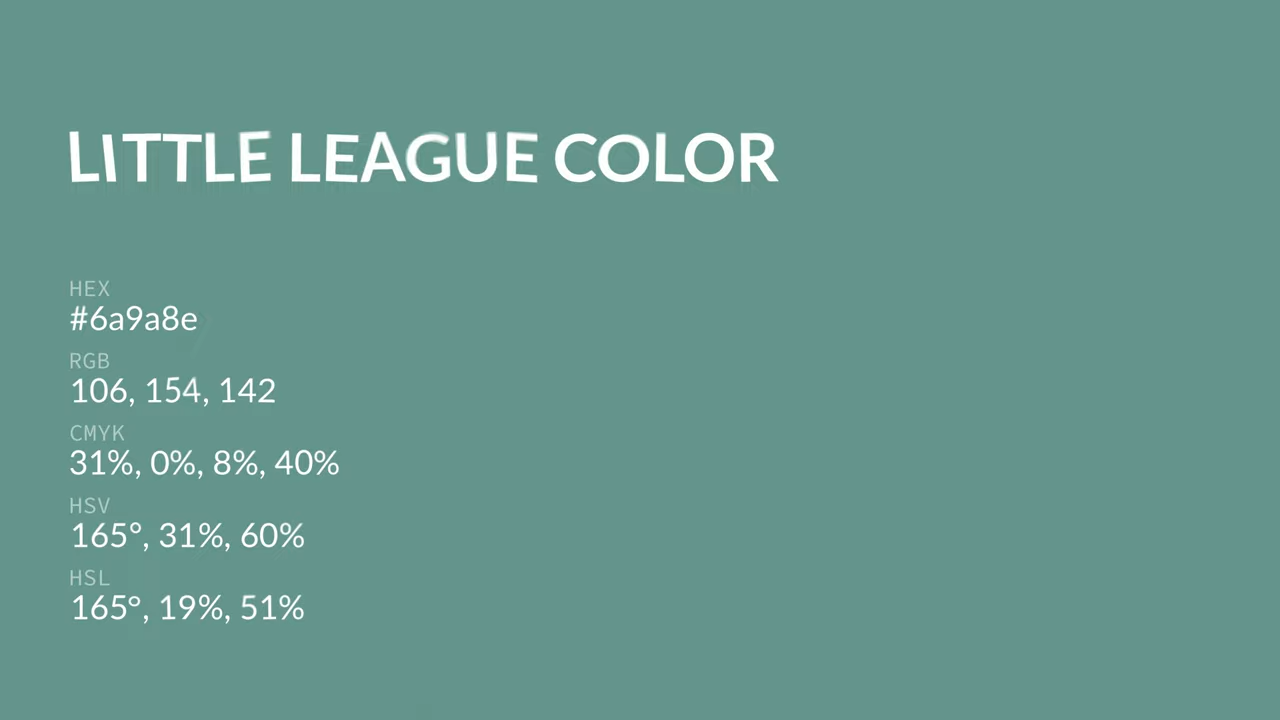 LITTLE LEAGUE COLOR
HEX
#6a9a8e
RGB
106, 154, 142
CMYK
31%, 0%, 8%, 40%
HSV
165°, 31%, 60%
HSL
165°, 19%, 51%